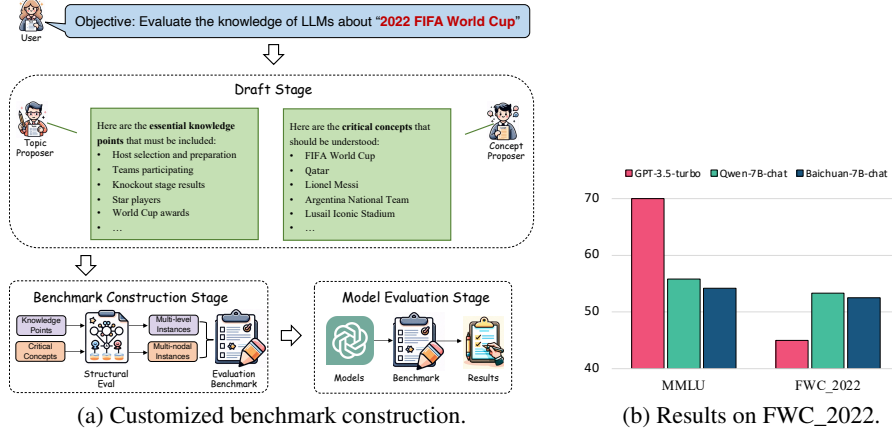 Objective: Evaluate the knowledge of LLMs about “2022 FIFA World Cup”
User
Draft Stage
Topic
Proposer
Here are the essential knowledge
points that must be included:
• Host selection and preparation
• Teams participating
• Knockout stage results
• Star players
• World Cup awards
• …
Here are the critical concepts that
should be understood:
• FIFA World Cup
• Qatar
• Lionel Messi
• Argentina National Team
• Lusail Iconic Stadium
• …
Concept
Proposer
Benchmark Construction Stage
Knowledge
Points
Critical
Concepts
Structural
Eval
Multi-level
Instances
Multi-nodal
Instances
Evaluation
Benchmark
Model Evaluation Stage
Models
Benchmark
Results
(a) Customized benchmark construction.
GPT-3.5-turbo
Qwen-7B-chat
Baichuan-7B-chat
70
60
50
40
MMLU
FWC_2022
(b) Results on FWC_2022.